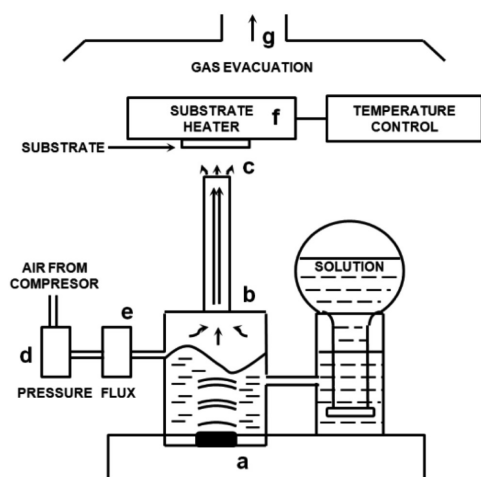 g
GAS EVACUATION
SUBSTRATE
HEATER
f
TEMPERATURE
CONTROL
SUBSTRATE
c
SOLUTION
AIR FROM
COMPRESOR
b
e
d
PRESSURE FLUX
a